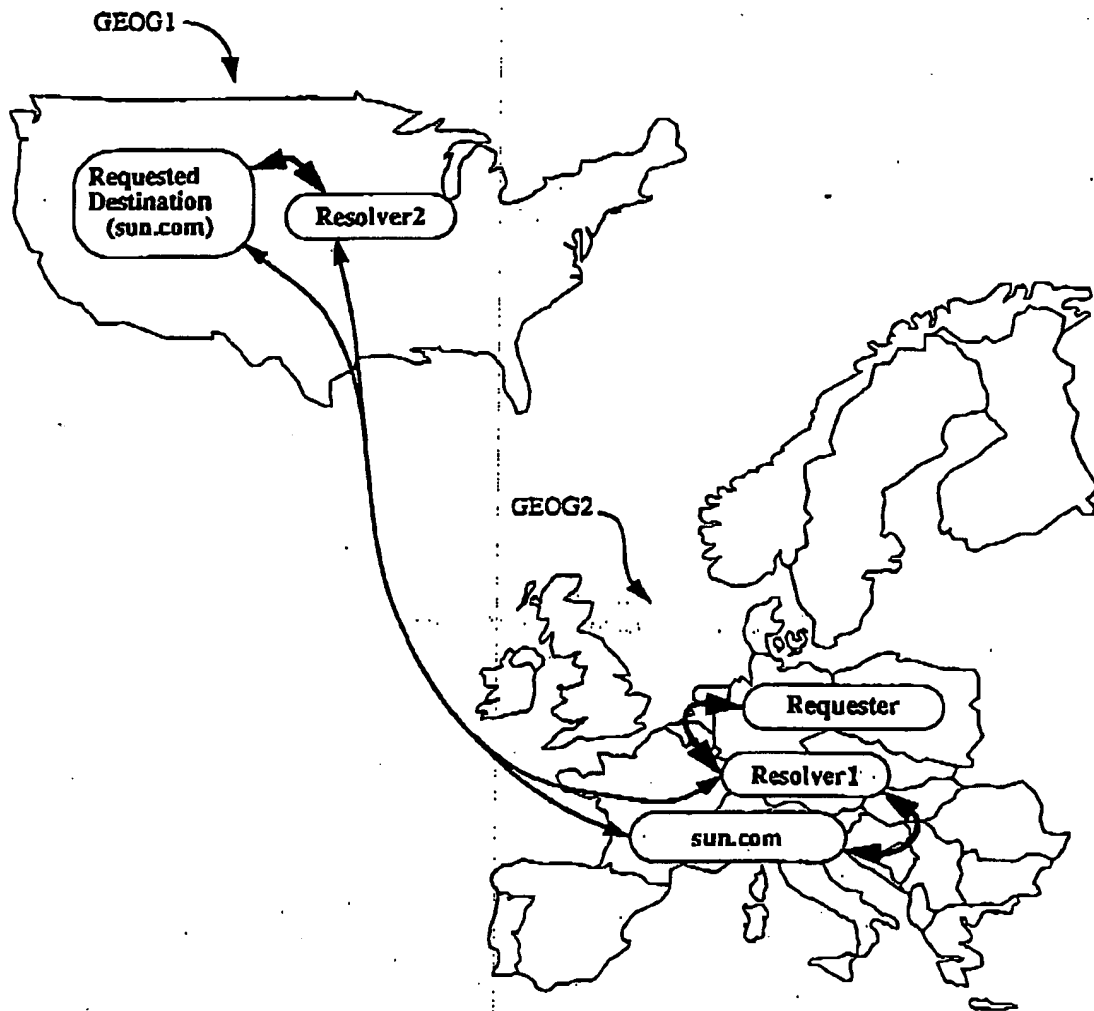 GEOG1
Requested
Destination
(sun.com)
Resolver2
GEOG2
Requester
Resolver1
sun.com